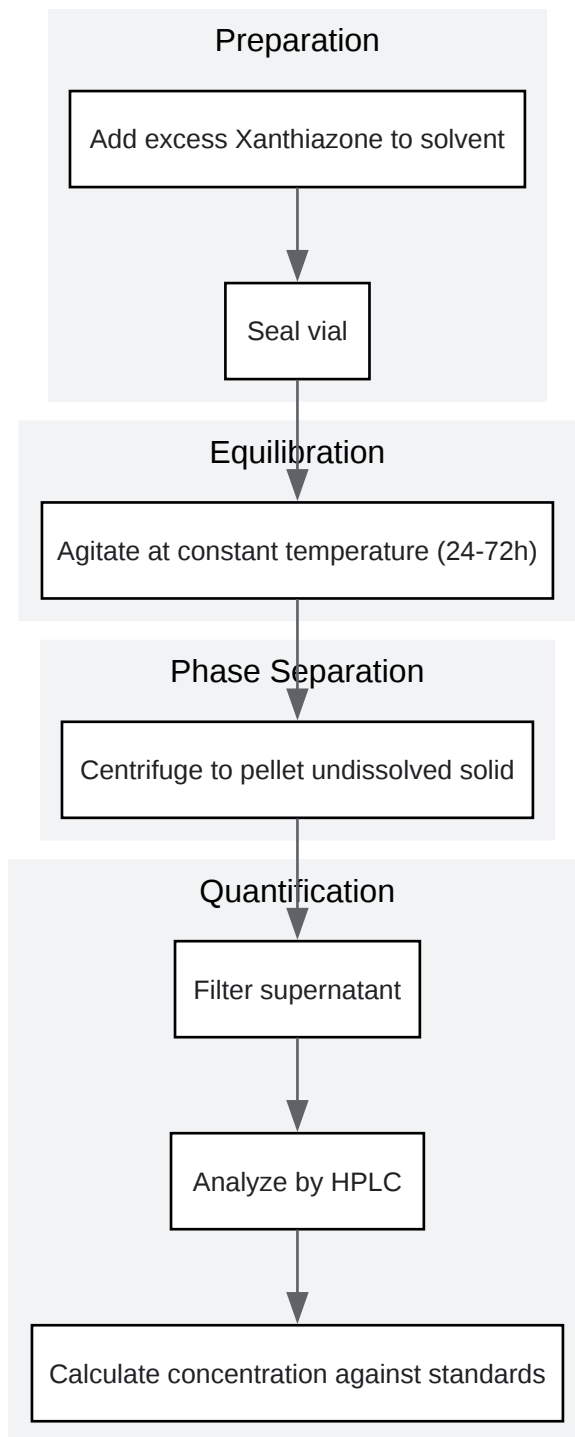 Preparation
Add excess Xanthiazone to solvent
Seal vial
Equilibration
Agitate at constant temperature (24-72h)
Phase Separation
Centrifuge to pellet undissolved solid
Quantification
Filter supernatant
Analyze by HPLC
Calculate concentration against standards